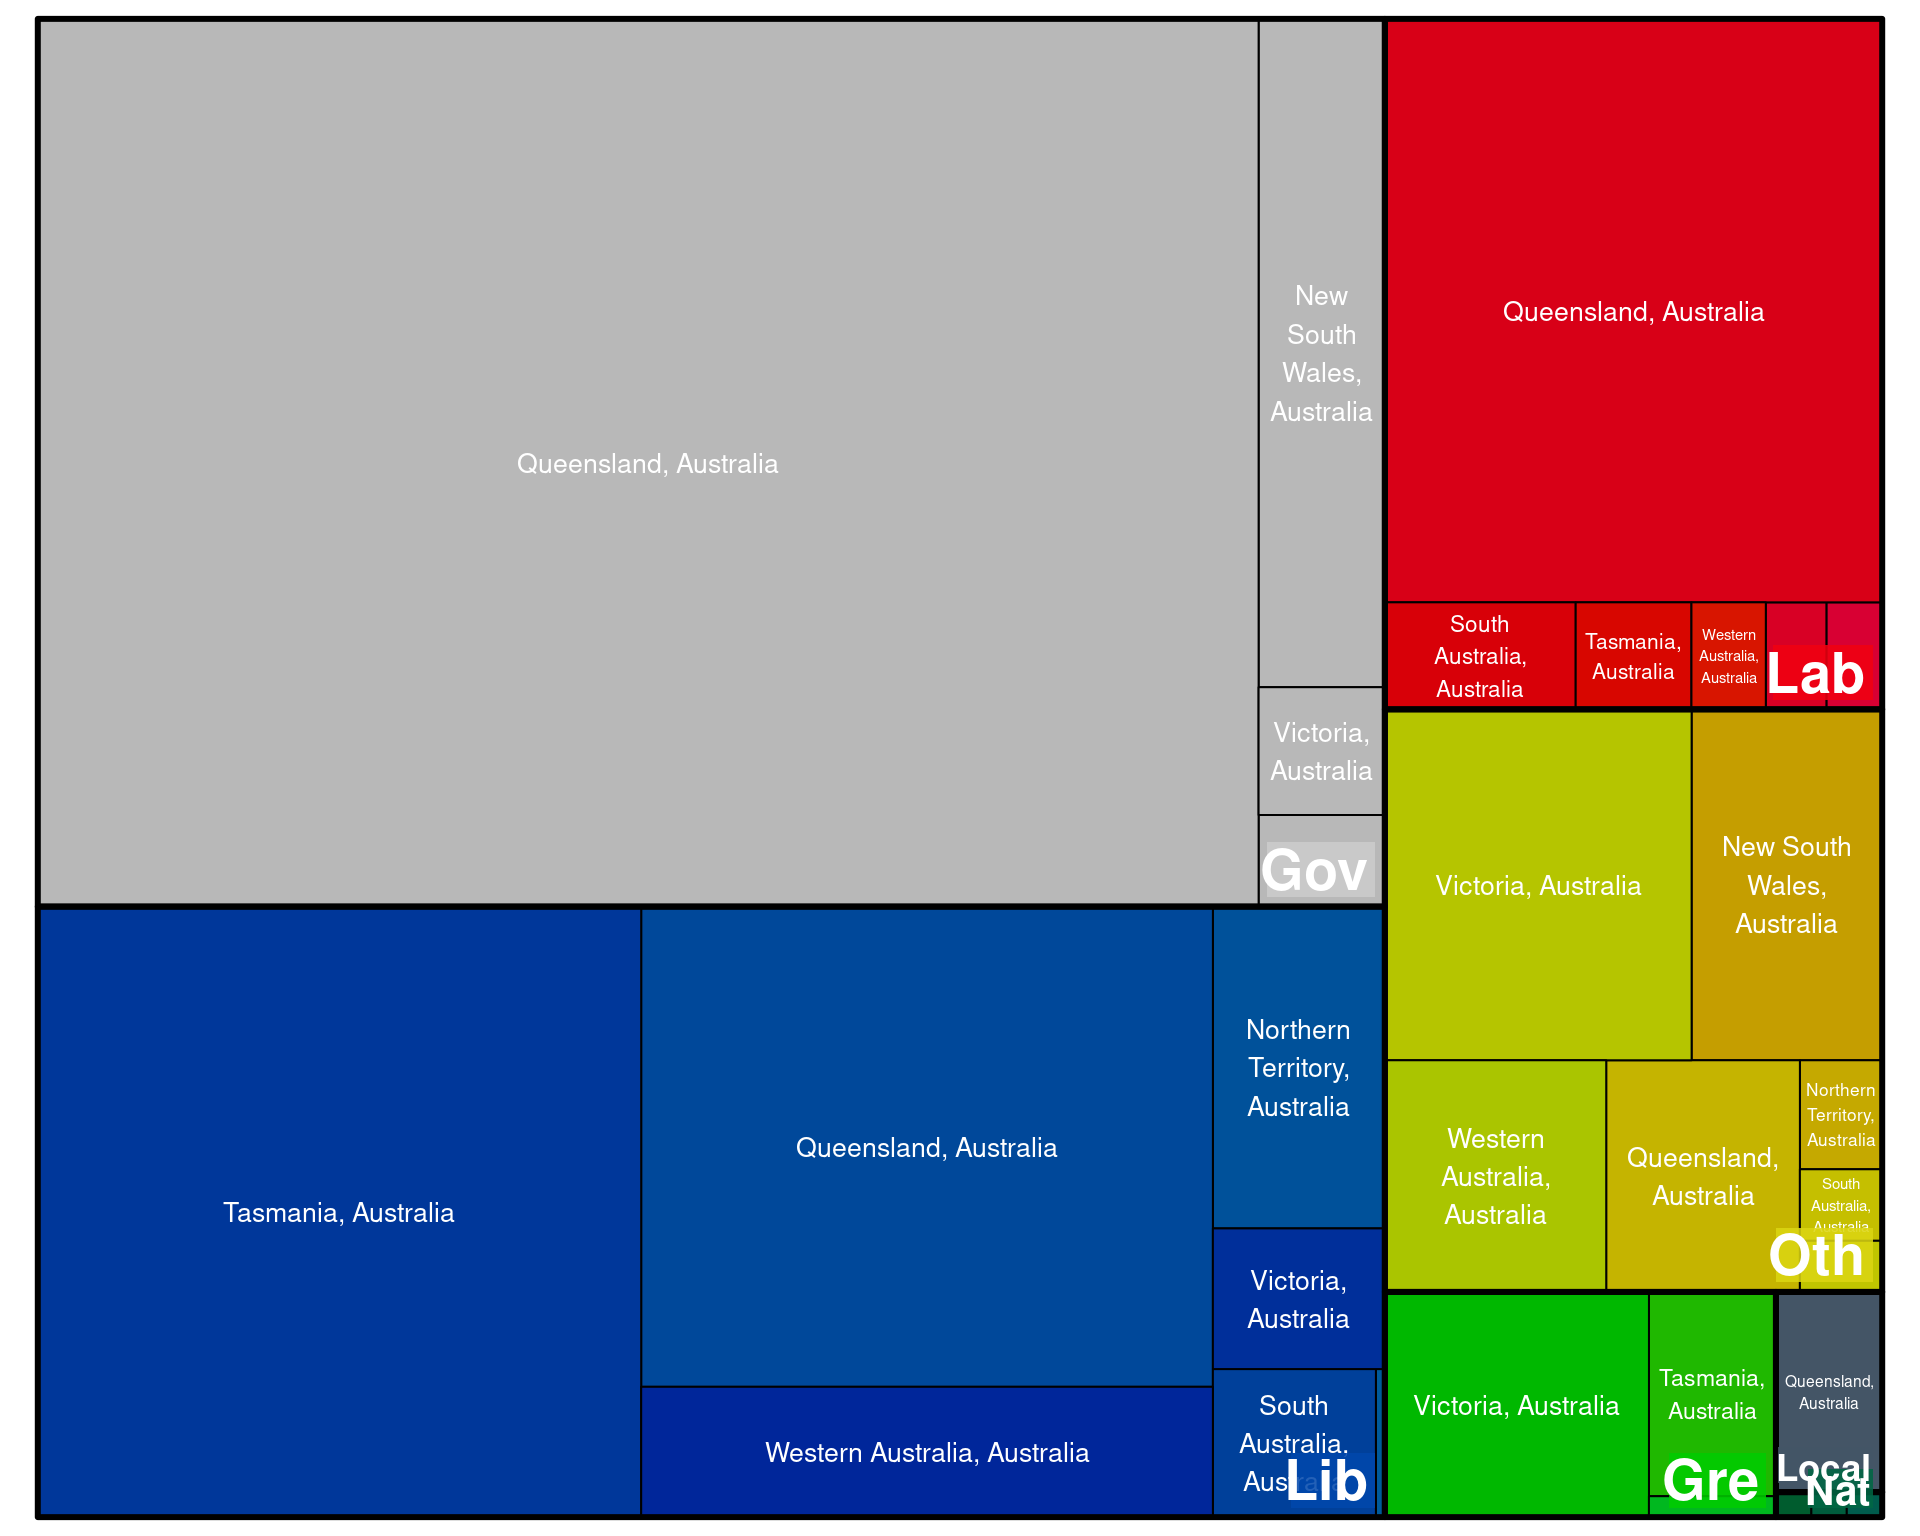 Queensland, Australia
New
South
Wales,
Australia
Victoria,
Australia
Gov
Queensland, Australia
South
Australia,
Australia
Tasmania,
Australia
Western
Australia,
Australia
Lab
Tasmania, Australia
Queensland, Australia
Western Australia, Australia
Northern
Territory,
Australia
Victoria,
Australia
South
Australia,
Lib
Victoria, Australia
New South
Wales,
Australia
Western
Australia,
Australia
Queensland,
Australia
Northern
Territory,
Australia
South
Australia,
Australia
Oth
Victoria, Australia
Tasmania,
Australia
Gre
Queensland,
Australia
Local
Nat